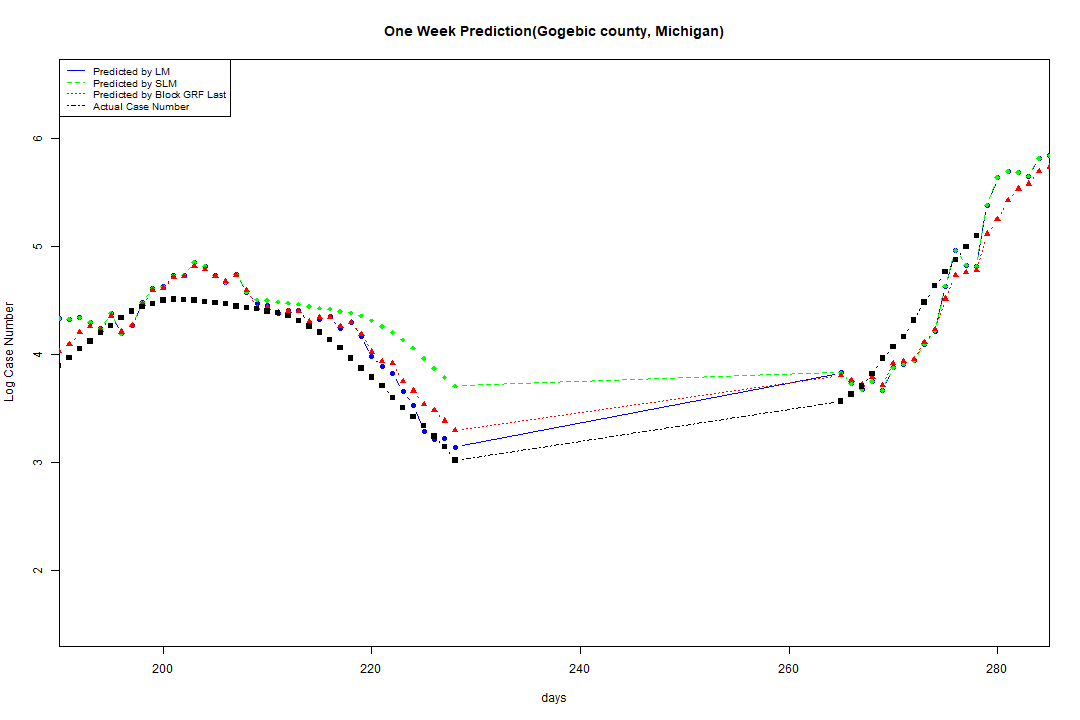 One Week Prediction(Gogebic county, Michigan)
Predicted by LM
Predicted by SLM
Predicted by Block GRF Last
Actual Case Number
6
5
4
3
2
Log Case Number
200 220 240 260 280
days